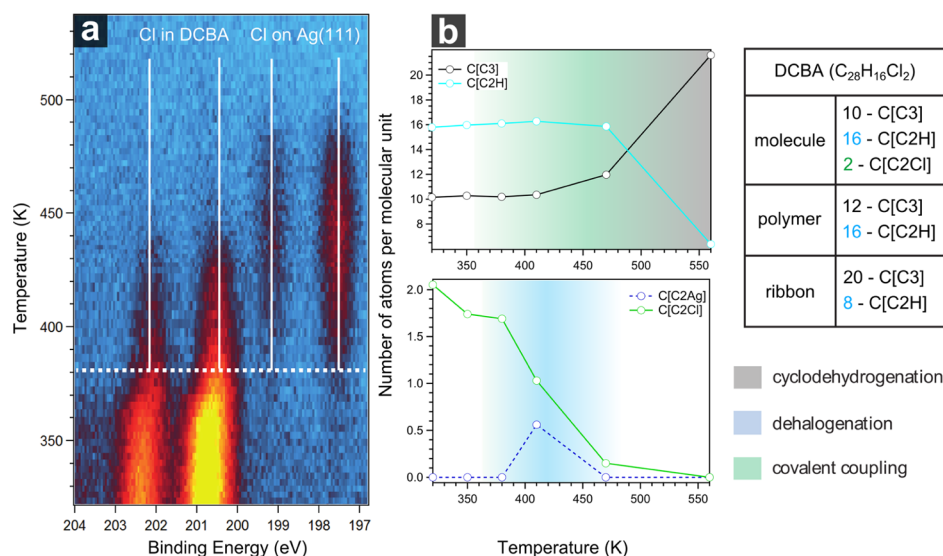 a
Cl in DCBA
Cl on Ag(111)
Temperature (K)
500
450
400
350
204
203
202
201
200
199
198
197
Binding Energy (eV)
b
Number of atoms per molecular unit
C[C3]
C[C2H]
20
18
16
14
12
10
8
350
400
450
500
550
C[C2Ag]
C[C2Cl]
2.0
1.5
1.0
0.5
0.0
350
400
450
500
550
Temperature (K)
DCBA (C₂₈H₁₆Cl₂)
molecule
10 - C[C3]
16 - C[C2H]
2 - C[C2Cl]
polymer
12 - C[C3]
16 - C[C2H]
ribbon
20 - C[C3]
8 - C[C2H]
cyclodehydrogenation
dehalogenation
covalent coupling